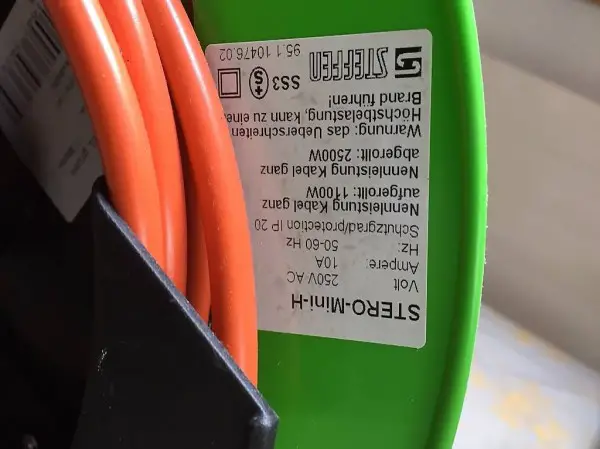 STERO-Mini-H
Volt 250V AC
Ampere: 10A
Hz: 50-60 Hz
Schutzgrad/protection IP 20
Nennleistung Kabel ganz
aufgerollt: 1100W
Nennleistung Kabel ganz
abgerollt: 2500W
Warnung: das Ueberschreiten
Höchstbelastung, Kann zu eine
Brand führen!
SS3 +S
STEFFEN
95.1 10476.02